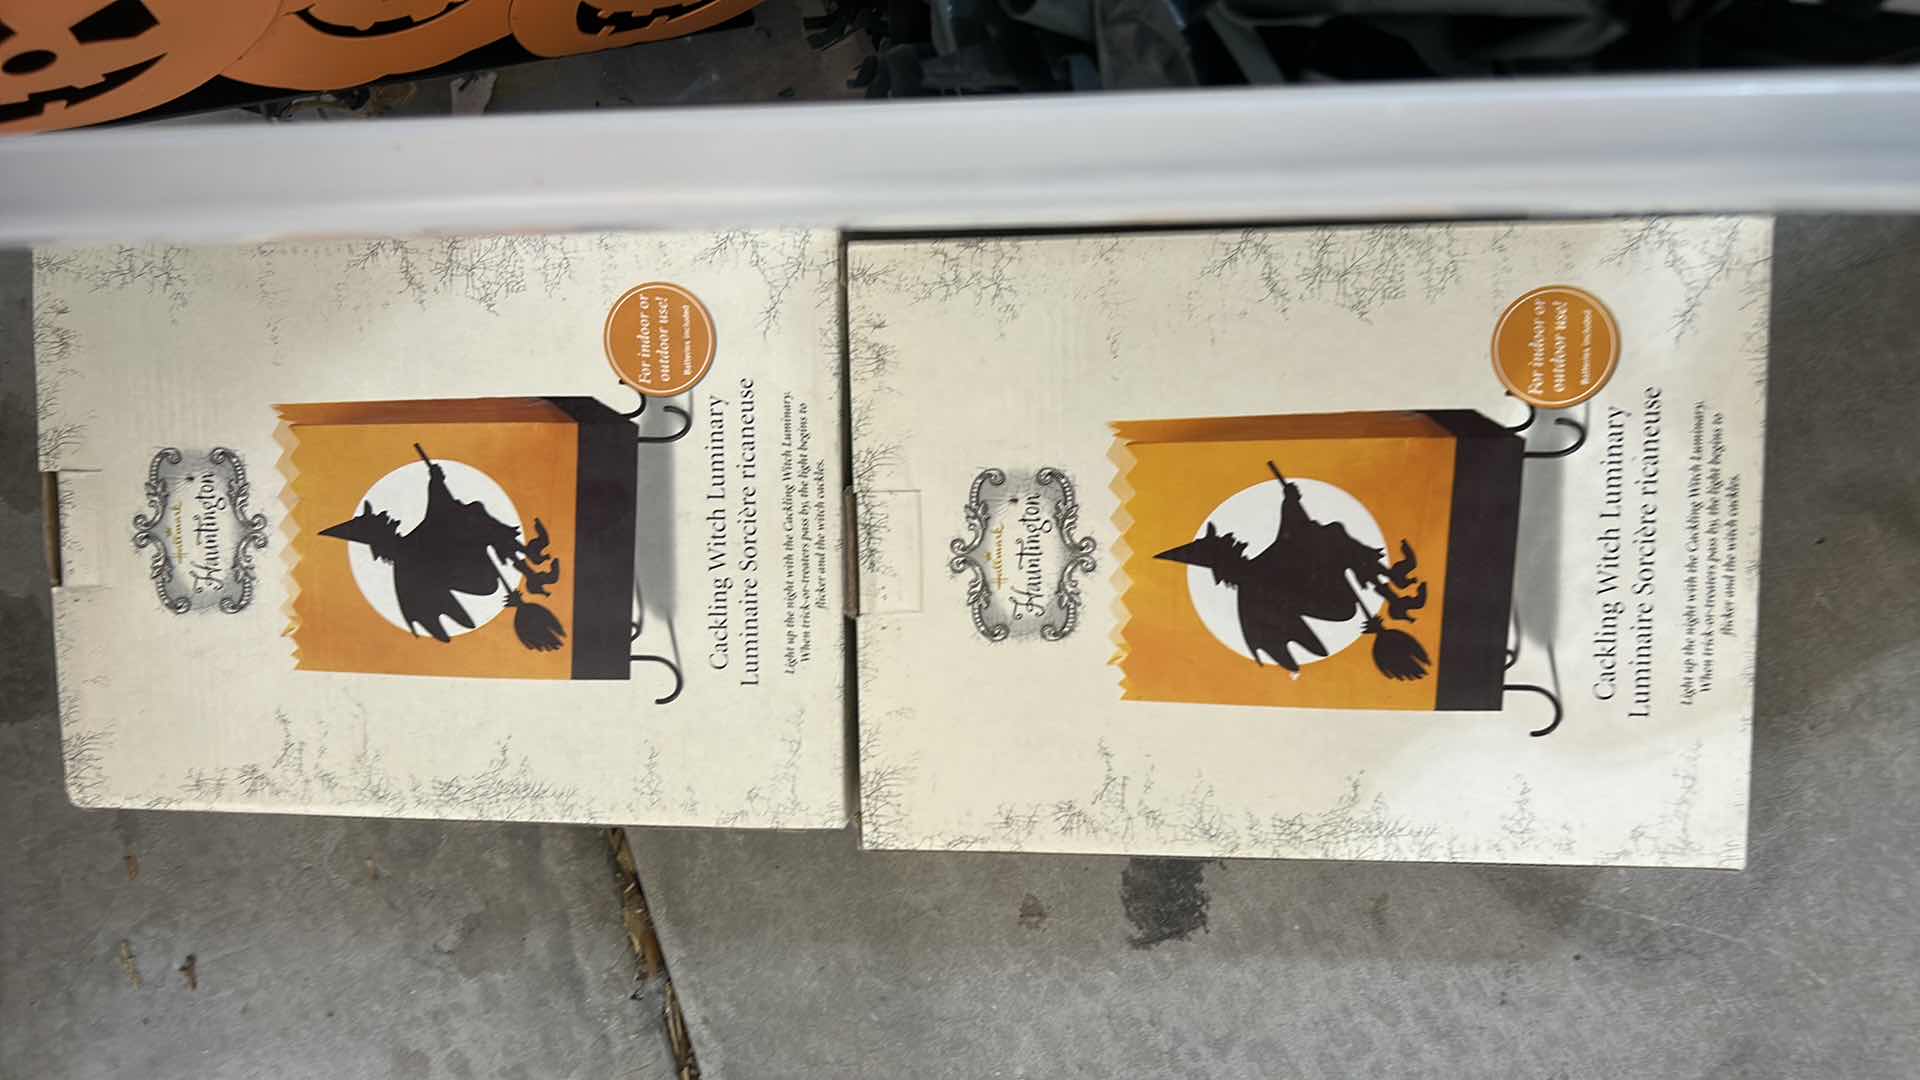 Hallmark
Hauntington
For indoor or
outdoor use!
Batteries included
Cackling Witch Luminary
Luminaire Sorcière ricaneuse
Light up the night with the Cackling Witch Luminary.
When trick-or-treaters pass by, the light begins to
flicker and the witch cackles.
Hallmark
Hauntington
For indoor or
outdoor use!
Batteries included
Cackling Witch Luminary
Luminaire Sorcière ricaneuse
Light up the night with the Cackling Witch Luminary.
When trick-or-treaters pass by, the light begins to
flicker and the witch cackles.